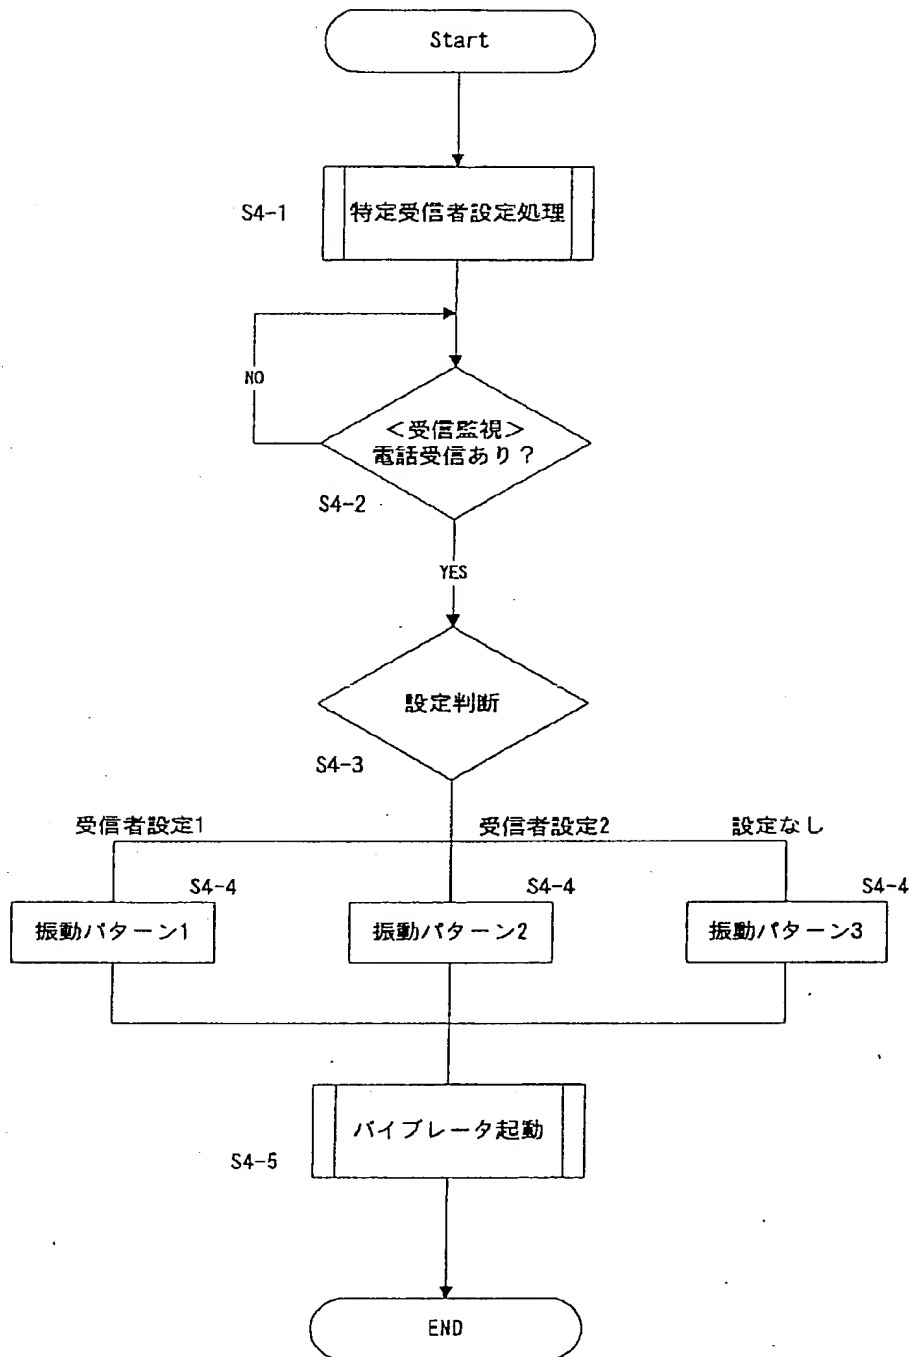 Start
S4-1
特定受信者設定処理
NO
<受信監視>
電話受信あり?
S4-2
YES
設定判断
S4-3
受信者設定1
受信者設定2
設定なし
S4-4
S4-4
S4-4
振動パターン1
振動パターン2
振動パターン3
バイブレータ起動
S4-5
END